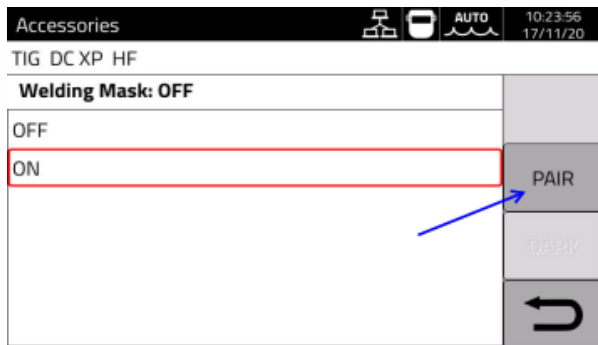 Accessories
AUTO
10:23:56
17/11/20
TIG DC XP HF
Welding Mask: OFF
OFF
ON
PAIR
DARK